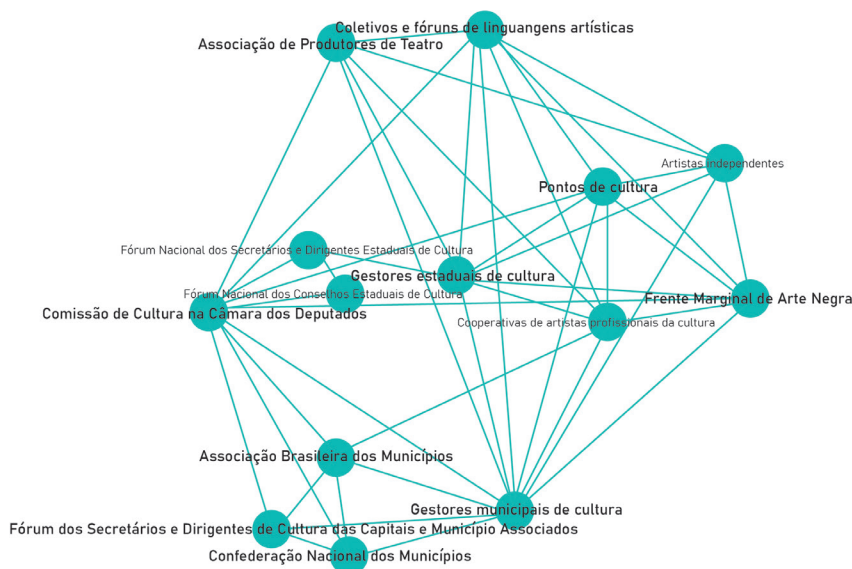 Coletivos e fóruns de linguangens artísticas
Associação de Produtores de Teatro
Artistas independentes
Pontos de cultura
Fórum Nacional dos Secretários e Dirigentes Estaduais de Cultura
Gestores estaduais de cultura
Fórum Nacional dos Conselhos Estaduais de Cultura
Frente Marginal de Arte Negra
Comissão de Cultura na Câmara dos Deputados
Cooperativas de artistas profissionais da cultura
Associação Brasileira dos Municípios
Gestores municipais de cultura
Fórum dos Secretários e Dirigentes de Cultura das Capitais e Município Associados
Confederação Nacional dos Municípios